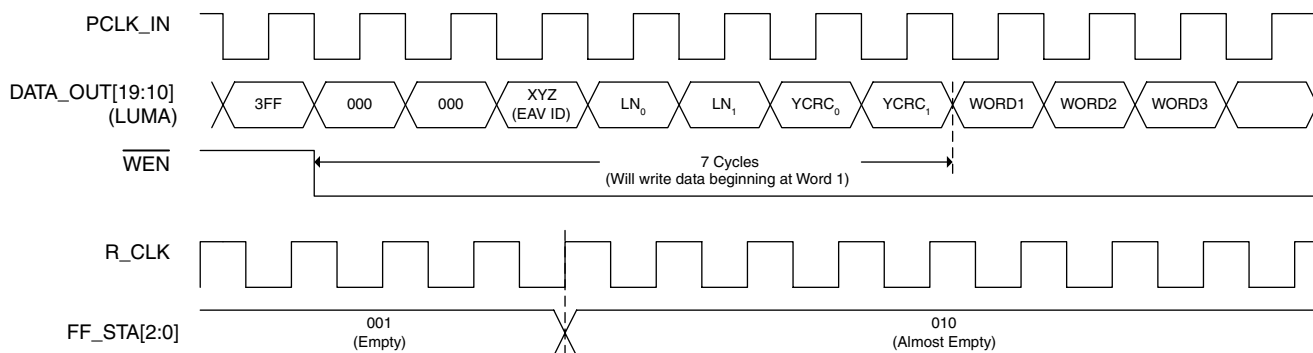 PCLK_IN
DATA_OUT[19:10]
(LUMA)
3FF
000
000
XYZ
(EAV ID)
LN₀
LN₁
YCRC₀
YCRC₁
WORD1
WORD2
WORD3
WEN
7 Cycles
(Will write data beginning at Word 1)
R_CLK
FF_STA[2:0]
001
(Empty)
010
(Almost Empty)